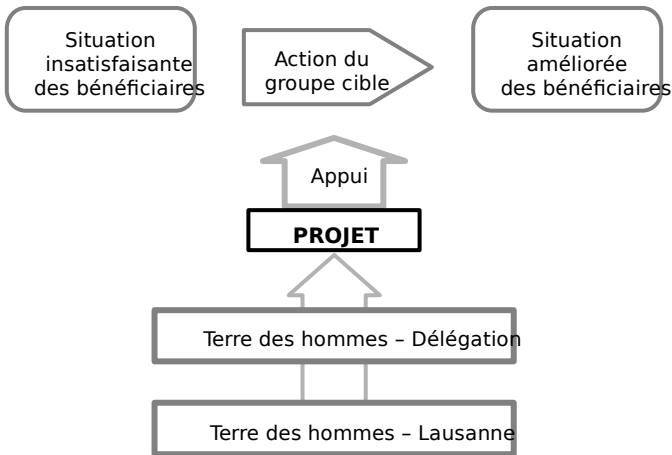 Situation
insatisfaisante
des bénéficiaires
Action du
groupe cible
Situation
améliorée
des bénéficiaires
Appui
PROJET
Terre des hommes – Délégation
Terre des hommes – Lausanne